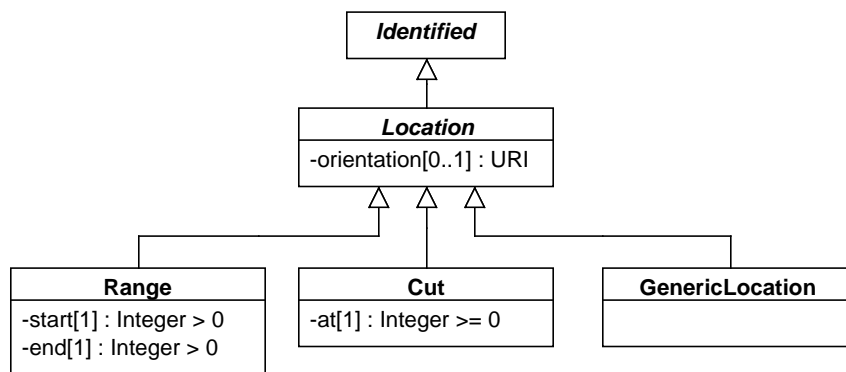 Identified
Location
-orientation[0..1] : URI
Range
-start[1] : Integer > 0
-end[1] : Integer > 0
Cut
-at[1] : Integer >= 0
GenericLocation